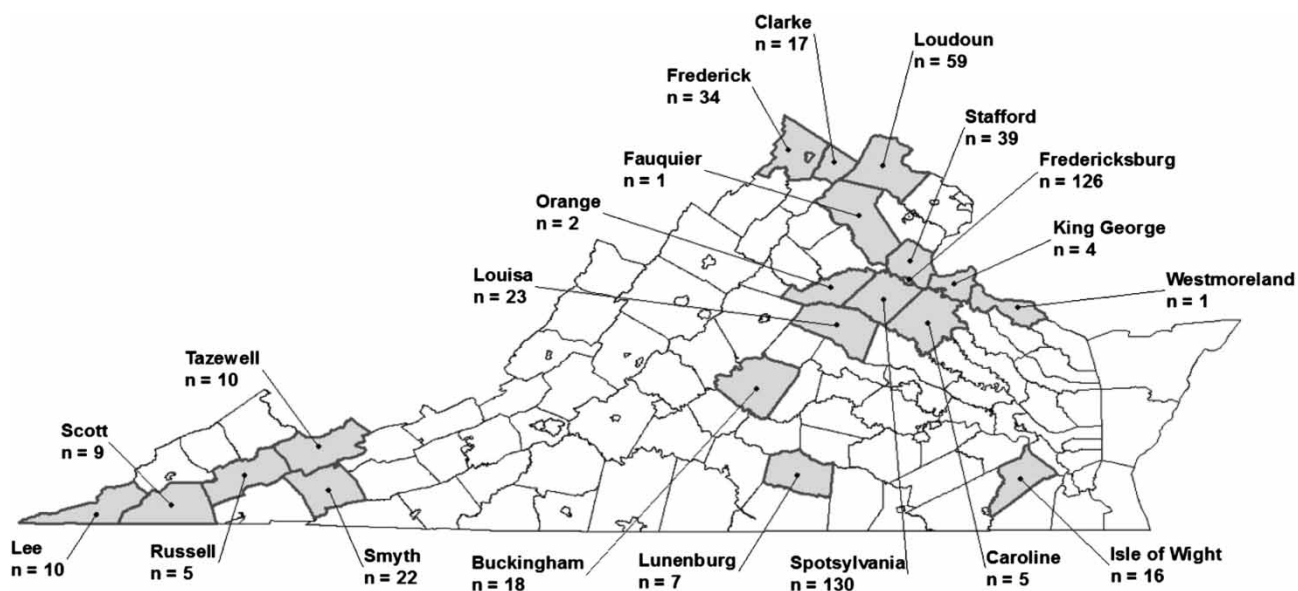 Clarke
n = 17
Loudoun
n = 59
Frederick
n = 34
Stafford
n = 39
Fauquier
n = 1
Fredericksburg
n = 126
Orange
n = 2
King George
n = 4
Louisa
n = 23
Westmoreland
n = 1
Tazewell
n = 10
Scott
n = 9
Lee
n = 10
Russell
n = 5
Smyth
n = 22
Buckingham
n = 18
Lunenburg
n = 7
Spotsylvania
n = 130
Caroline
n = 5
Isle of Wight
n = 16